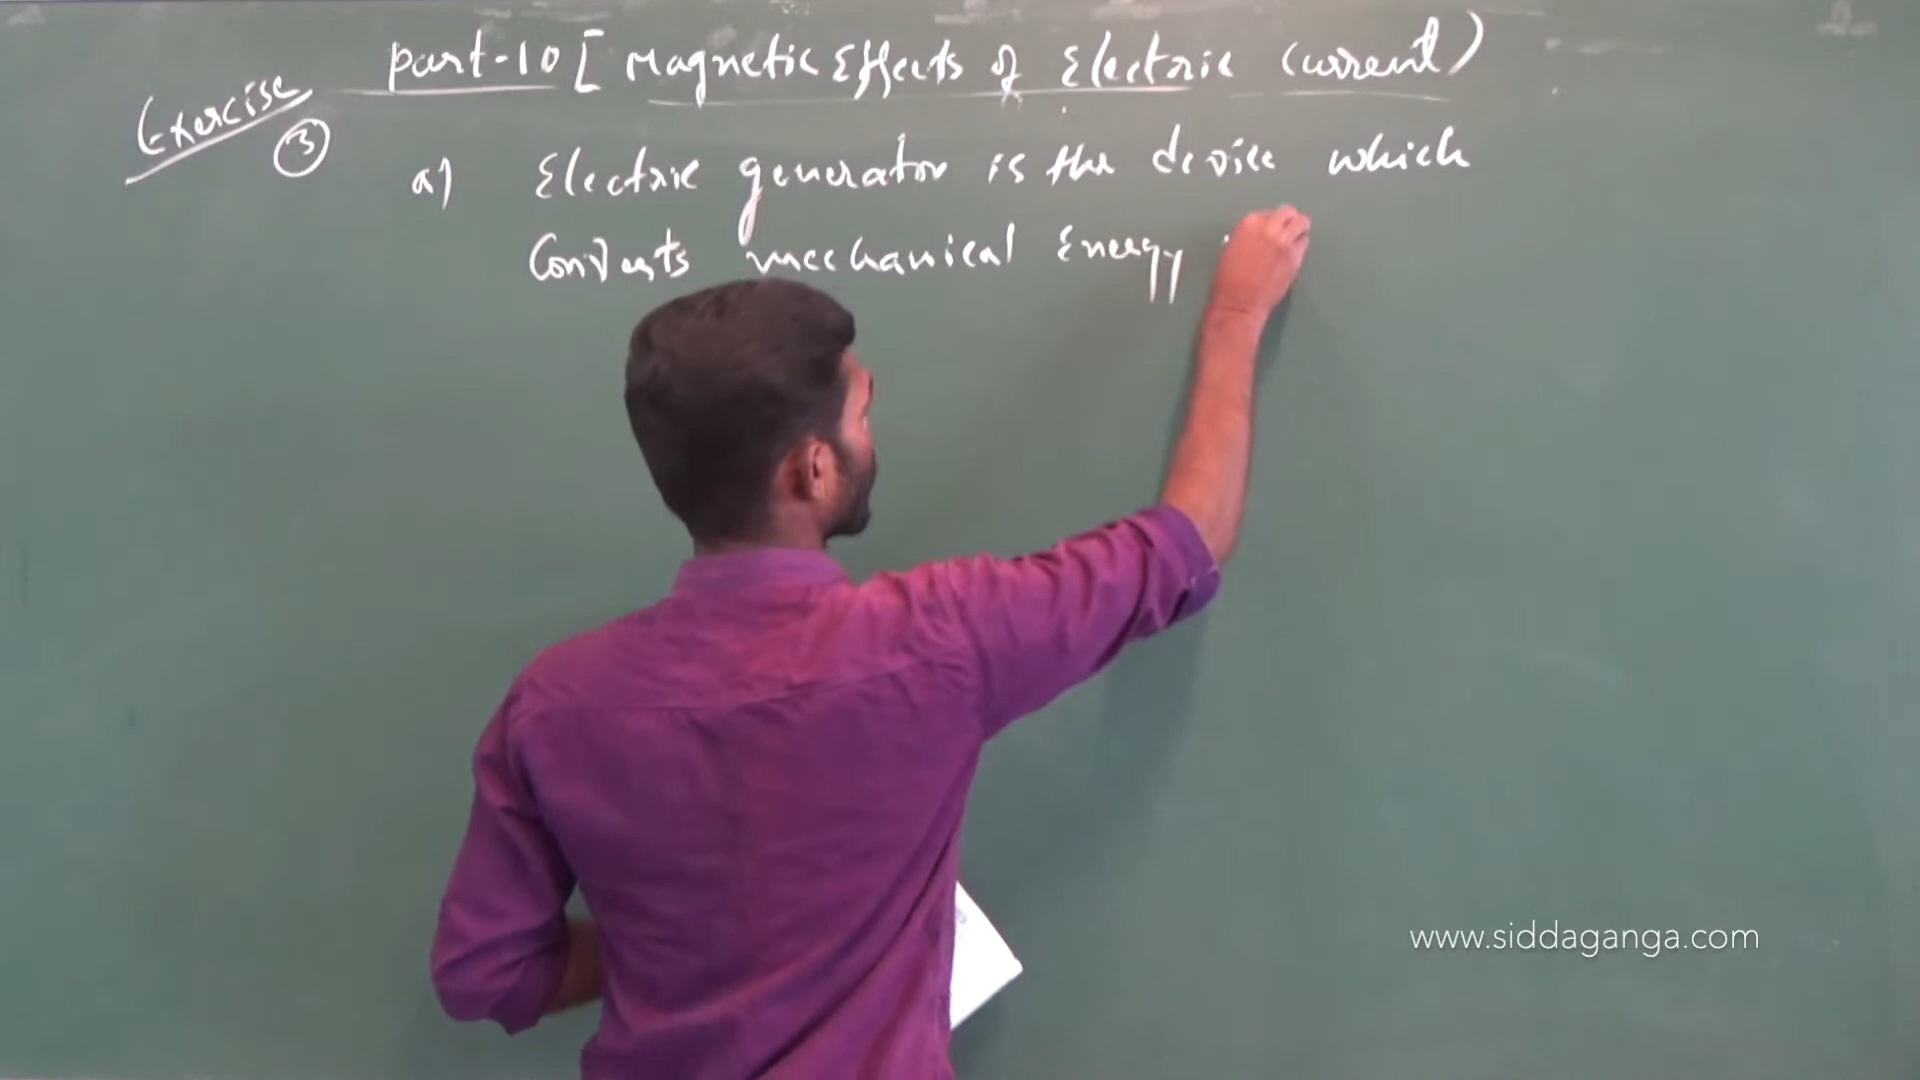 part-10 [Magnetic Effects of Electric Current)
Exercise
3
a) Electric generator is the device which
Converts mechanical Energy
www.siddaganga.com